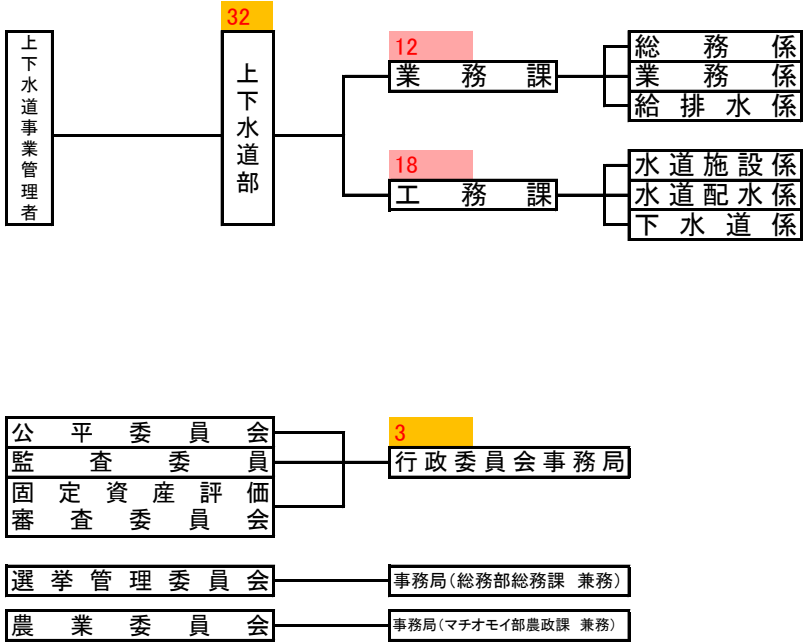 32
上下水道事業管理者
上下水道部
12
業務課
総務係
業務係
給排水係
18
工務課
水道施設係
水道配水係
下水道係
公平委員会
監査委員
固定資産評価
審査委員会
3
行政委員会事務局
選挙管理委員会
事務局(総務部総務課 兼務)
農業委員会
事務局(マチオモイ部農政課 兼務)